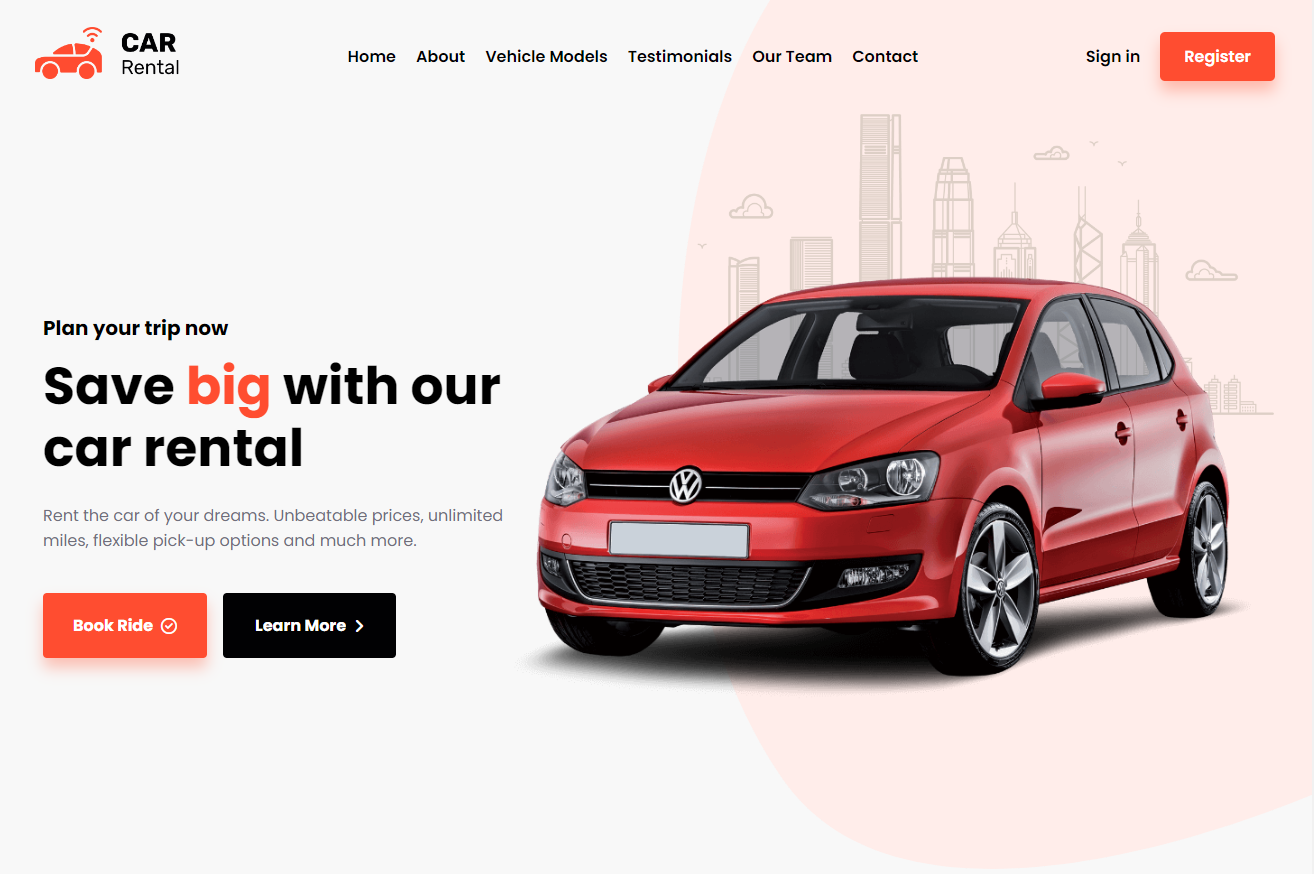 CAR
Rental
Home About Vehicle Models Testimonials Our Team Contact
Sign in Register
Plan your trip now
Save big with our
car rental
Rent the car of your dreams. Unbeatable prices, unlimited
miles, flexible pick-up options and much more.
Book Ride Learn More